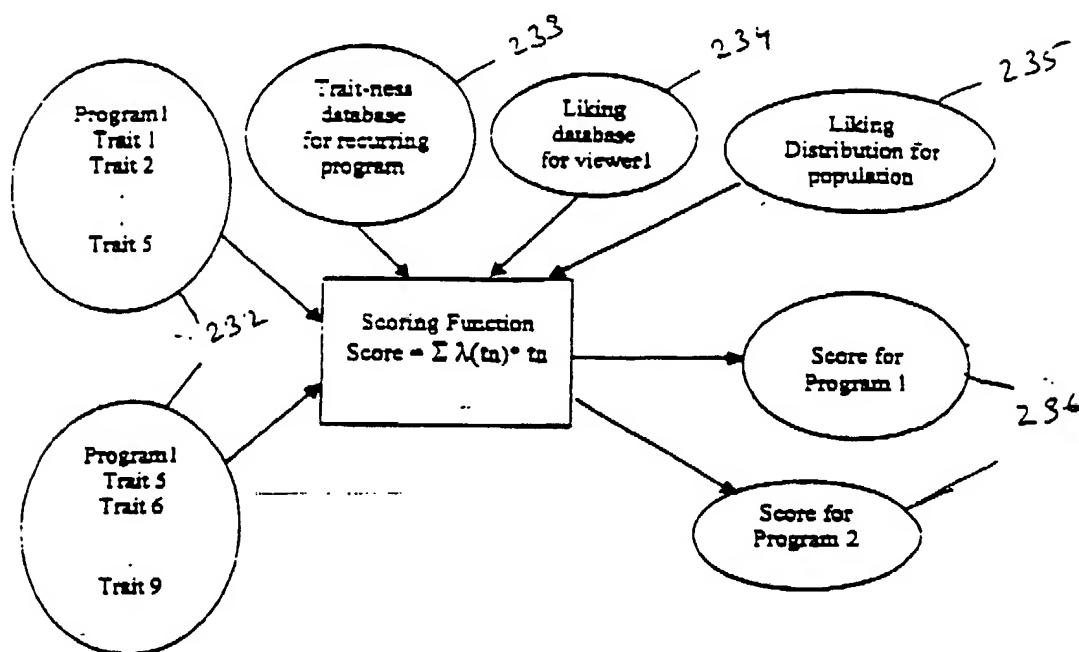 233
234
235
Program1
Trait 1
Trait 2
.
.
Trait 5
Trait-ness
database
for recurring
program
Liking
database
for viewer1
Liking
Distribution for
population
232
Scoring Function
Score = Σ λ(tn)* tn
Score for
Program 1
236
Program1
Trait 5
Trait 6
.
Trait 9
Score for
Program 2